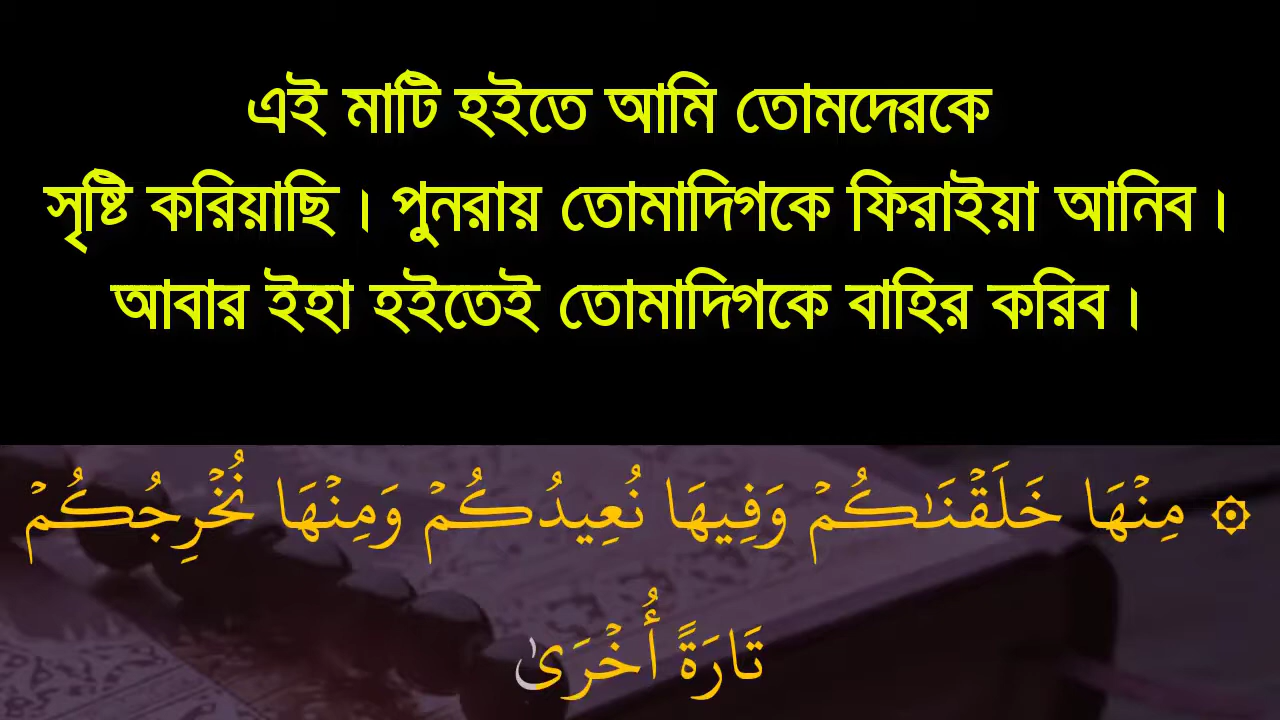 এই মাটি হইতে আমি তোমদেরকে
সৃষ্টি করিয়াছি। পুনরায় তোমাদিগকে ফিরাইয়া আনিব।
আবার ইহা হইতেই তোমাদিগকে বাহির করিব।
۞ مِنْهَا خَلَقْنَـٰكُمْ وَفِيهَا نُعِيدُكُمْ وَمِنْهَا نُخْرِجُكُمْ
تَارَةً أُخْرَىٰ